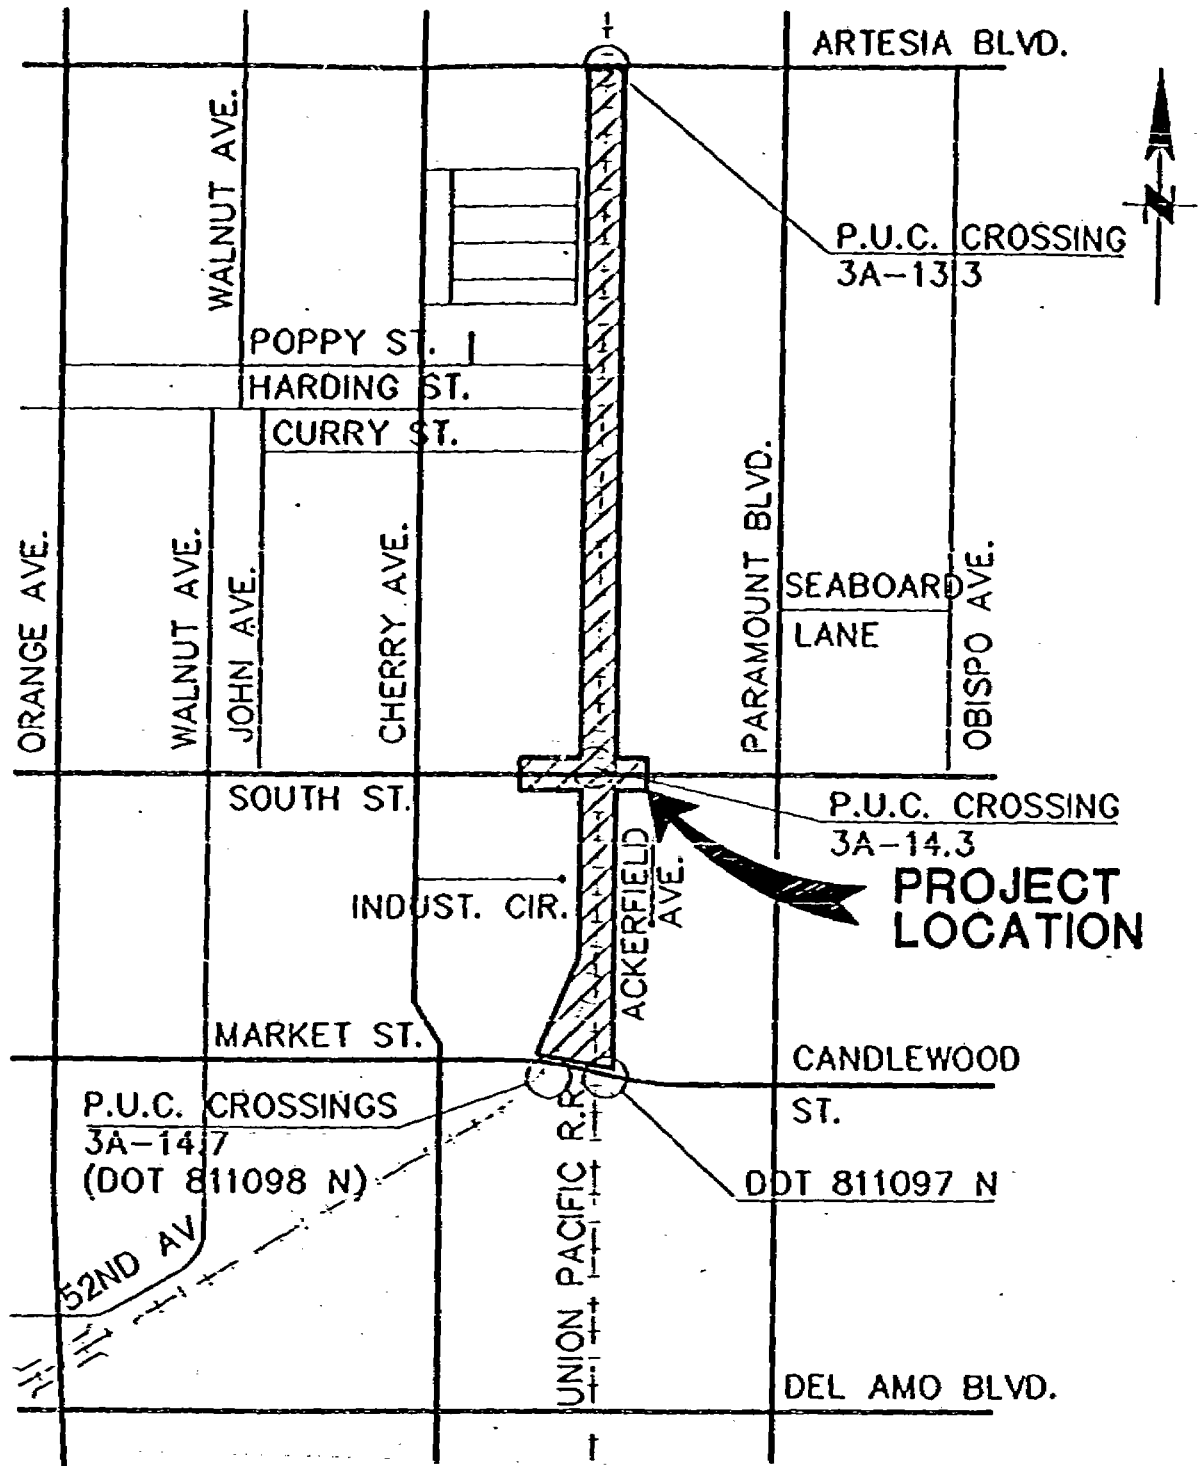 ARTESIA BLVD.
WALNUT AVE.
N
P.U.C. CROSSING
3A-13.3
POPPY ST.
HARDING ST.
CURRY ST.
ORANGE AVE.
WALNUT AVE.
JOHN AVE.
CHERRY AVE.
PARAMOUNT BLVD.
SEABOARD
LANE
OBISPO AVE.
SOUTH ST.
P.U.C. CROSSING
3A-14.3
PROJECT
LOCATION
INDUST. CIR.
ACKERFIELD
AVE.
MARKET ST.
CANDLEWOOD
ST.
P.U.C. CROSSINGS
3A-14.7
(DOT 811098 N)
DOT 811097 N
52ND AV
UNION PACIFIC R.R.
DEL AMO BLVD.